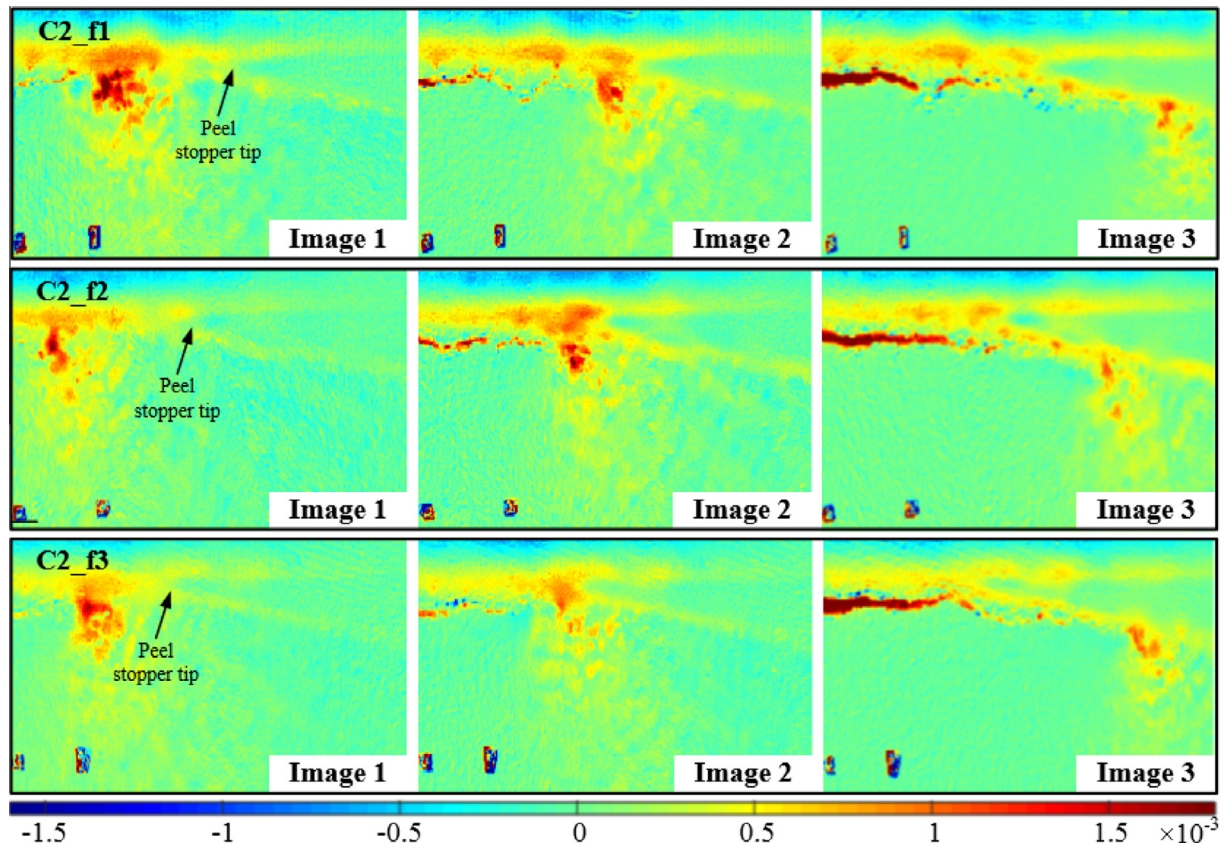 C2_f1
Peel
stopper tip
Image 1
Image 2
Image 3
C2_f2
Peel
stopper tip
Image 1
Image 2
Image 3
C2_f3
Peel
stopper tip
Image 1
Image 2
Image 3
-1.5 -1 -0.5 0 0.5 1 1.5 ×10⁻³